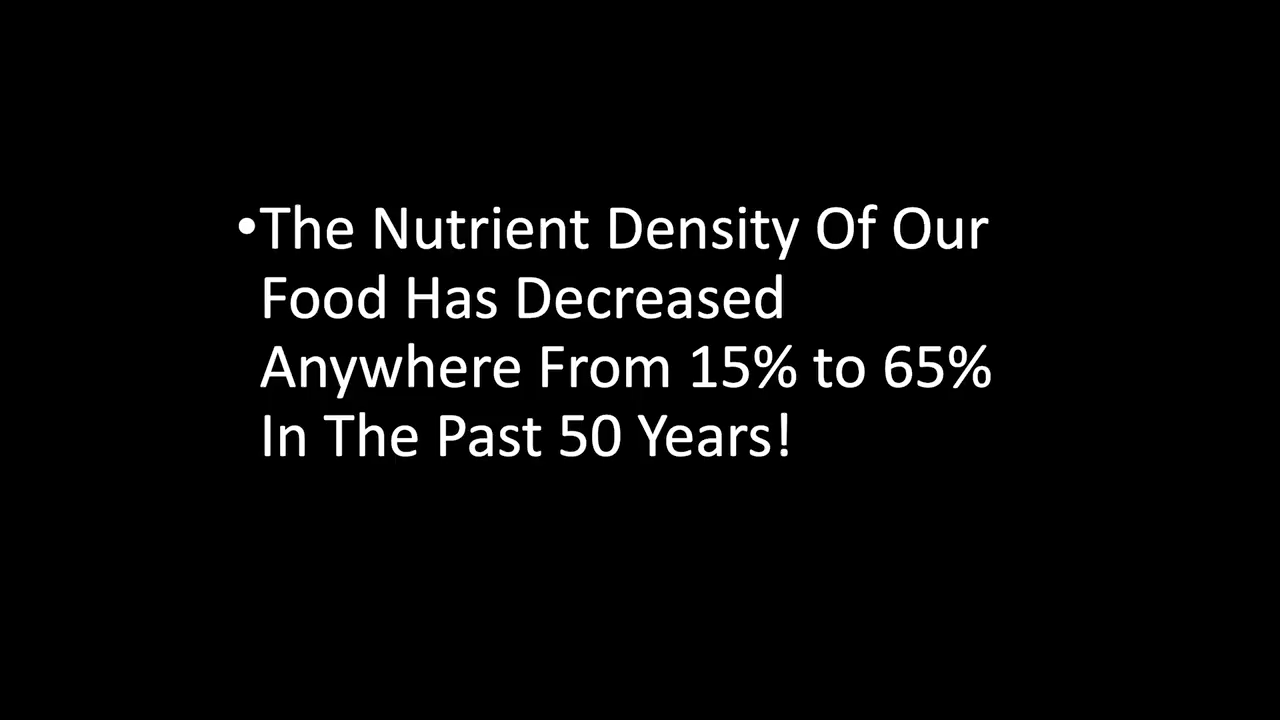 •The Nutrient Density Of Our
Food Has Decreased
Anywhere From 15% to 65%
In The Past 50 Years!